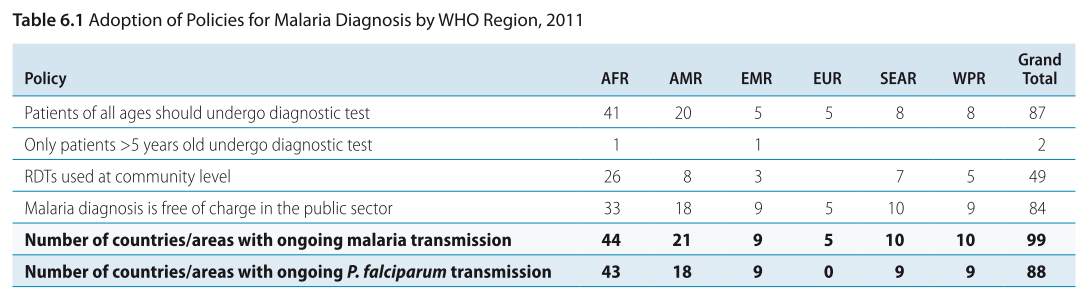 Table 6.1 Adoption of Policies for Malaria Diagnosis by WHO Region, 2011
Policy AFR AMR EMR EUR SEAR WPR Grand Total
Patients of all ages should undergo diagnostic test 41 20 5 5 8 8 87
Only patients >5 years old undergo diagnostic test 1 1 2
RDTs used at community level 26 8 3 7 5 49
Malaria diagnosis is free of charge in the public sector 33 18 9 5 10 9 84
Number of countries/areas with ongoing malaria transmission 44 21 9 5 10 10 99
Number of countries/areas with ongoing P. falciparum transmission 43 18 9 0 9 9 88